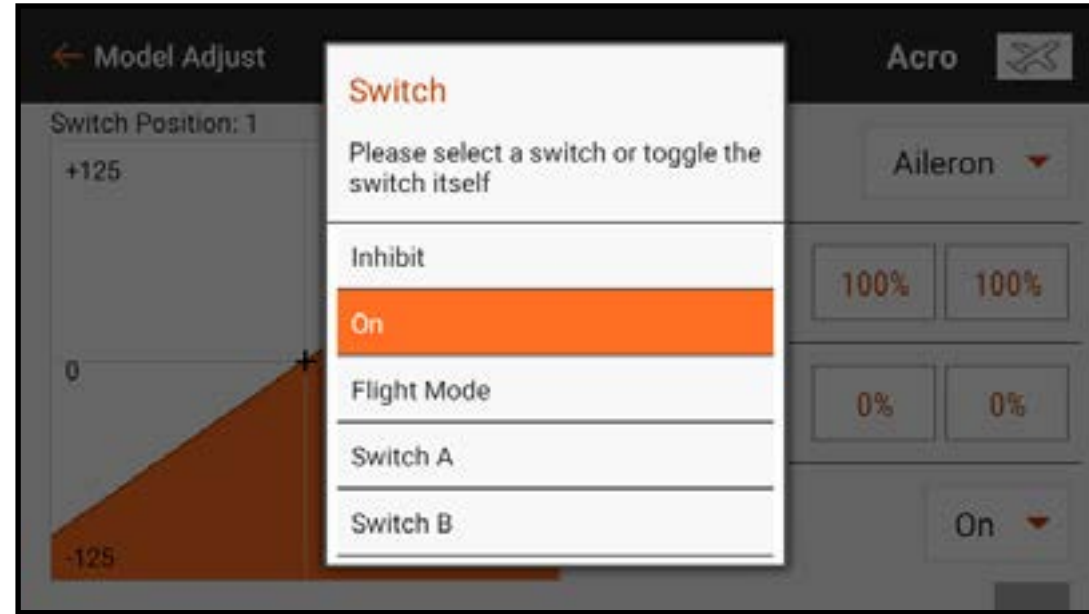 ← Model Adjust
Acro
Switch Position: 1
+125
0
-125
Switch
Please select a switch or toggle the
switch itself
Inhibit
On
Flight Mode
Switch A
Switch B
Aileron
100% 100%
0% 0%
On